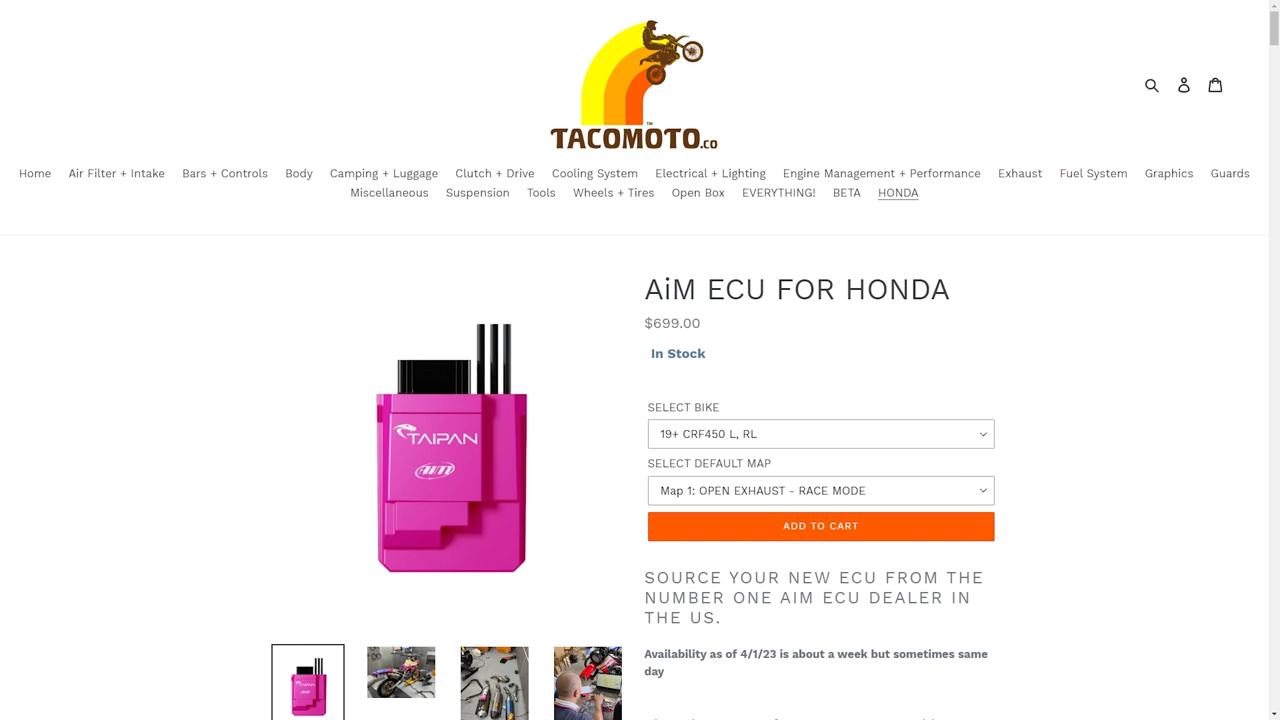 TACOMOTO.CO
TM
Home Air Filter + Intake Bars + Controls Body Camping + Luggage Clutch + Drive Cooling System Electrical + Lighting Engine Management + Performance Exhaust Fuel System Graphics Guards
Miscellaneous Suspension Tools Wheels + Tires Open Box EVERYTHING! BETA HONDA
AiM ECU FOR HONDA
$699.00
In Stock
TAIPAN
AiM
SELECT BIKE
19+ CRF450 L, RL
SELECT DEFAULT MAP
Map 1: OPEN EXHAUST - RACE MODE
ADD TO CART
SOURCE YOUR NEW ECU FROM THE
NUMBER ONE AIM ECU DEALER IN
THE US.
Availability as of 4/1/23 is about a week but sometimes same
day
TAIPAN